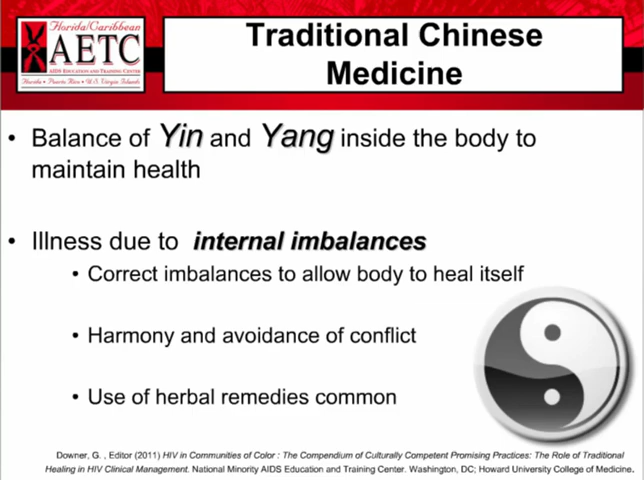 Florida/Caribbean
AETC
AIDS EDUCATION AND TRAINING CENTER
Florida • Puerto Rico • U.S. Virgin Islands
Traditional Chinese
Medicine
• Balance of Yin and Yang inside the body to
maintain health
• Illness due to internal imbalances
• Correct imbalances to allow body to heal itself
• Harmony and avoidance of conflict
• Use of herbal remedies common
Downer, G. , Editor (2011) HIV in Communities of Color : The Compendium of Culturally Competent Promising Practices: The Role of Traditional
Healing in HIV Clinical Management. National Minority AIDS Education and Training Center. Washington, DC; Howard University College of Medicine.